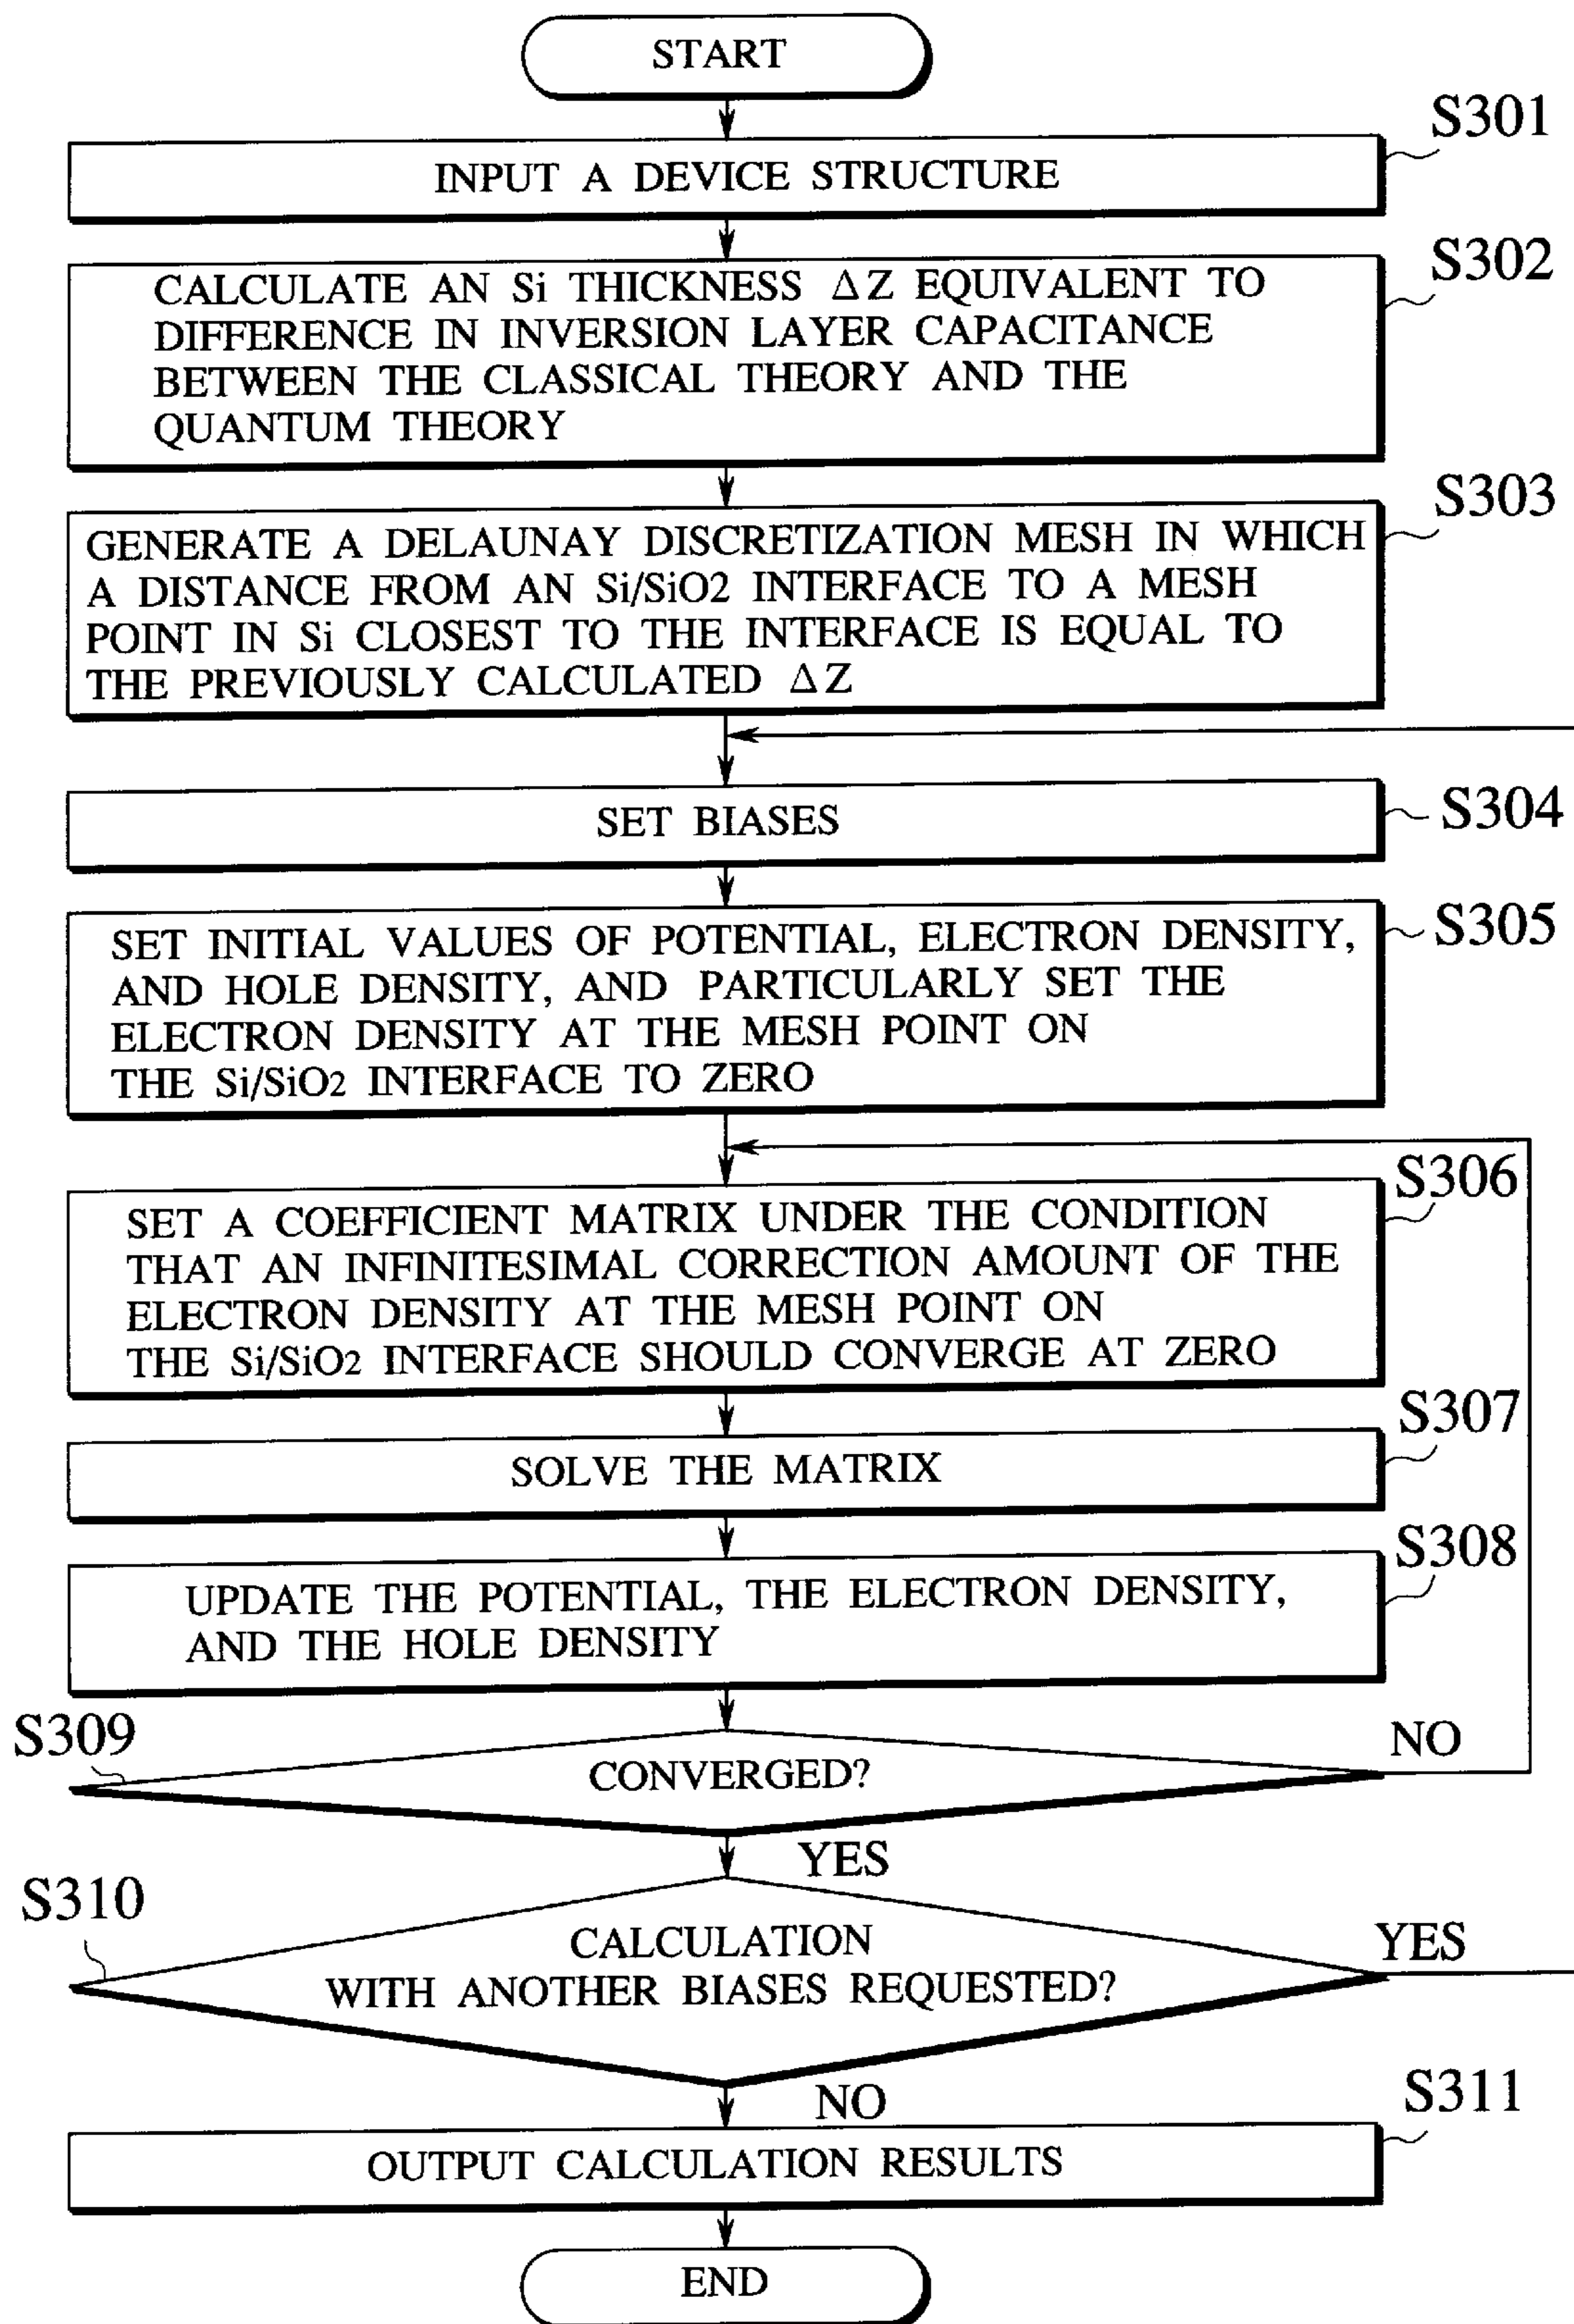 START
S301
INPUT A DEVICE STRUCTURE
S302
CALCULATE AN Si THICKNESS ΔZ EQUIVALENT TO
DIFFERENCE IN INVERSION LAYER CAPACITANCE
BETWEEN THE CLASSICAL THEORY AND THE
QUANTUM THEORY
S303
GENERATE A DELAUNAY DISCRETIZATION MESH IN WHICH
A DISTANCE FROM AN Si/SiO2 INTERFACE TO A MESH
POINT IN Si CLOSEST TO THE INTERFACE IS EQUAL TO
THE PREVIOUSLY CALCULATED ΔZ
SET BIASES
S304
SET INITIAL VALUES OF POTENTIAL, ELECTRON DENSITY,
S305
AND HOLE DENSITY, AND PARTICULARLY SET THE
ELECTRON DENSITY AT THE MESH POINT ON
THE Si/SiO2 INTERFACE TO ZERO
S306
SET A COEFFICIENT MATRIX UNDER THE CONDITION
THAT AN INFINITESIMAL CORRECTION AMOUNT OF THE
ELECTRON DENSITY AT THE MESH POINT ON
THE Si/SiO2 INTERFACE SHOULD CONVERGE AT ZERO
S307
SOLVE THE MATRIX
S308
UPDATE THE POTENTIAL, THE ELECTRON DENSITY,
AND THE HOLE DENSITY
S309
NO
CONVERGED?
YES
S310
CALCULATION
YES
WITH ANOTHER BIASES REQUESTED?
NO
S311
OUTPUT CALCULATION RESULTS
END